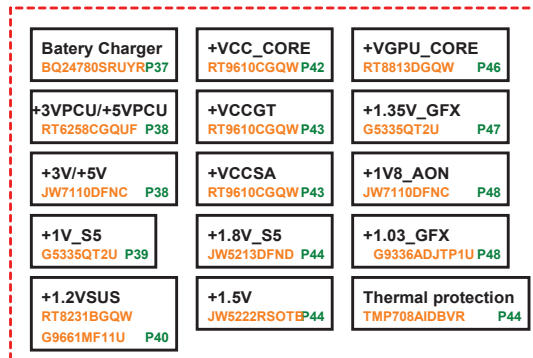 Batery Charger
BQ24780SRUYR P37
+VCC_CORE
RT9610CGQW P42
+VGPU_CORE
RT8813DGQW P46
+3VPCU/+5VPCU
RT6258CGQUF P38
+VCCGT
RT9610CGQW P43
+1.35V_GFX
G5335QT2U P47
+3V/+5V
JW7110DFNC P38
+VCCSA
RT9610CGQW P43
+1V8_AON
JW7110DFNC P48
+1V_S5
G5335QT2U P39
+1.8V_S5
JW5213DFND P44
+1.03_GFX
G9336ADJTP1U P48
+1.2VSUS
RT8231BGQW
G9661MF11U P40
+1.5V
JW5222RSOTB P44
Thermal protection
TMP708AIDBVR P44